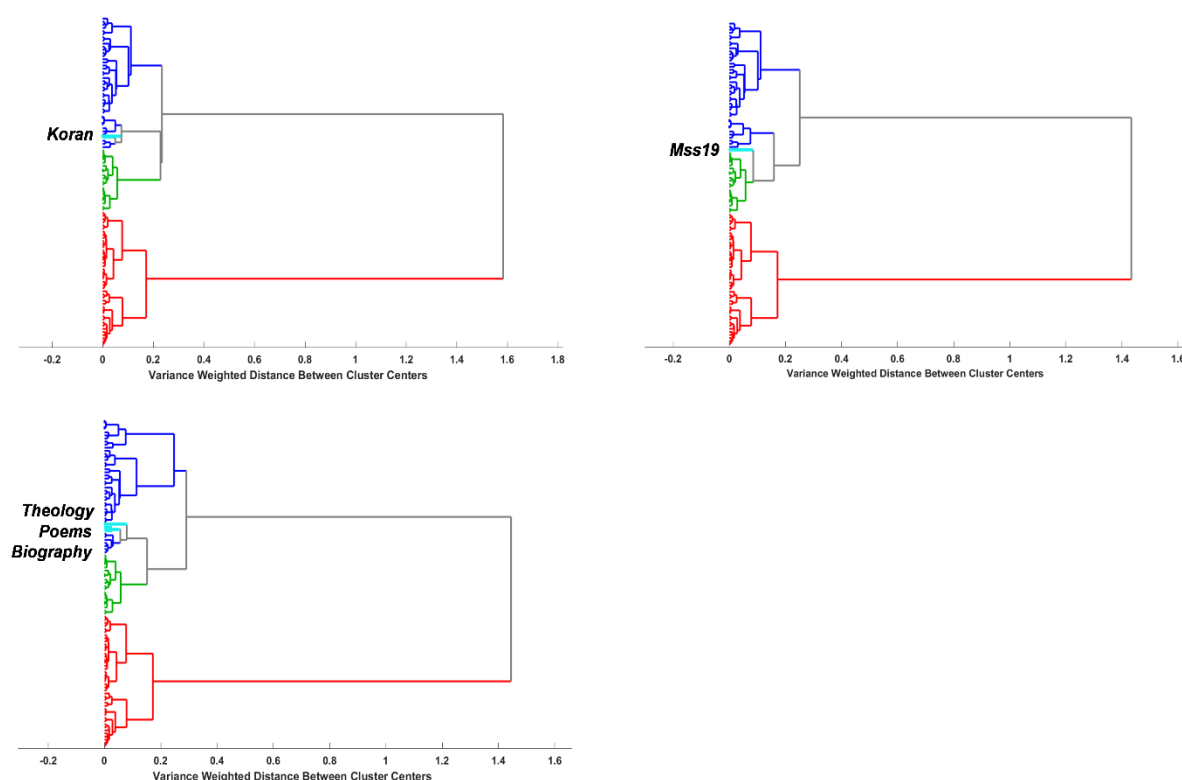 Koran
-0.2 0 0.2 0.4 0.6 0.8 1 1.2 1.4 1.6 1.8
Variance Weighted Distance Between Cluster Centers
Mss19
-0.2 0 0.2 0.4 0.6 0.8 1 1.2 1.4 1.6
Variance Weighted Distance Between Cluster Centers
Theology
Poems
Biography
-0.2 0 0.2 0.4 0.6 0.8 1 1.2 1.4 1.6
Variance Weighted Distance Between Cluster Centers